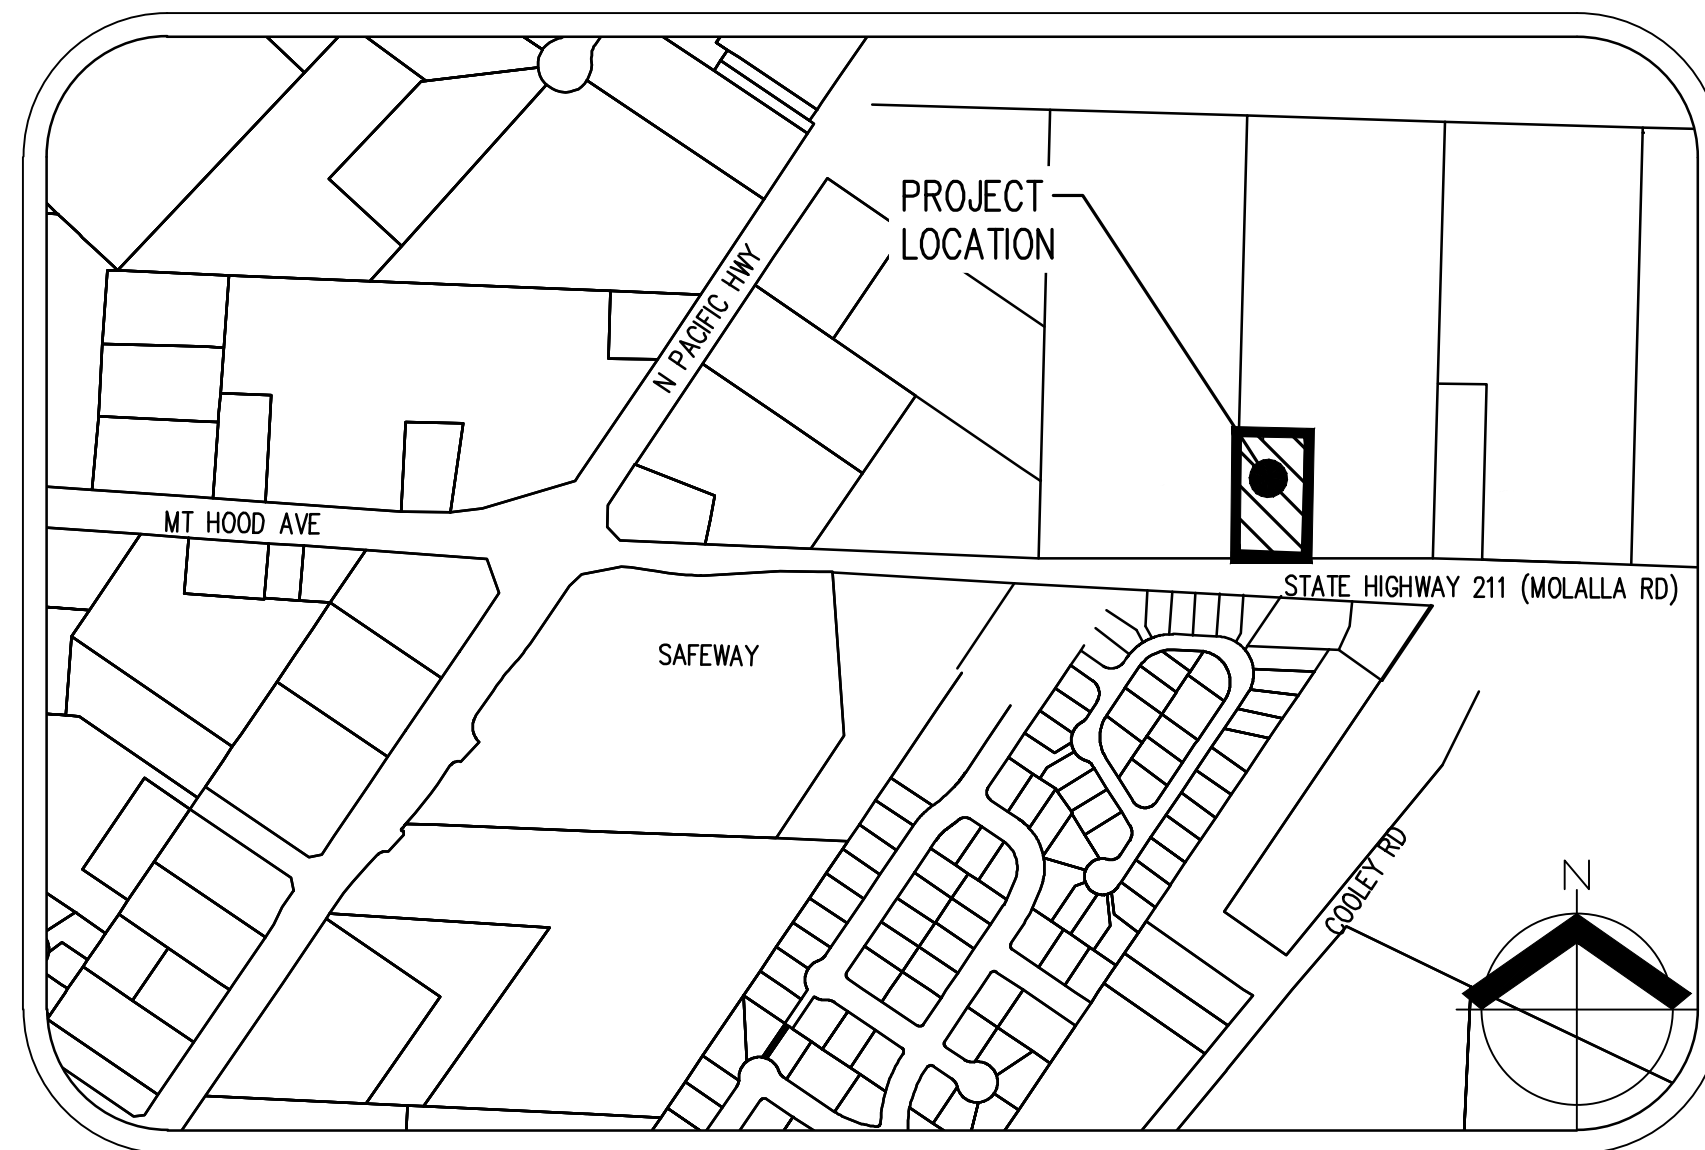 PROJECT
LOCATION
N PACIFIC HWY
MT HOOD AVE
STATE HIGHWAY 211 (MOLALLA RD)
SAFEWAY
COOLEY RD
N